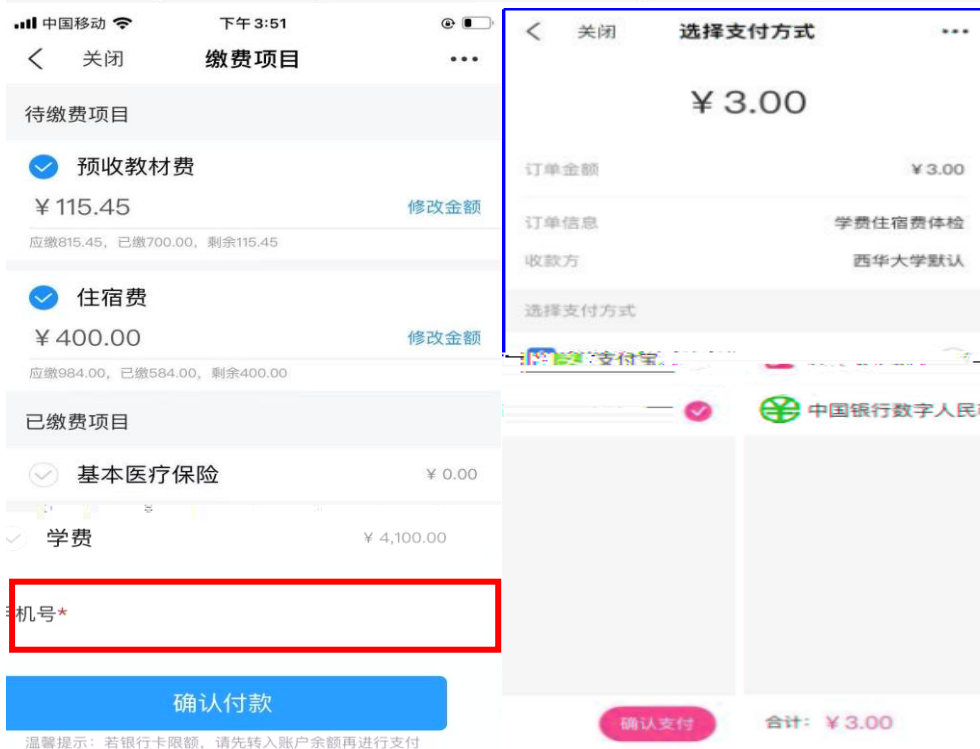 中国移动 下午3:51
关闭 缴费项目
待缴费项目
预收教材费
¥115.45 修改金额
应缴815.45, 已缴700.00, 剩余115.45
住宿费
¥400.00 修改金额
应缴984.00, 已缴584.00, 剩余400.00
已缴费项目
基本医疗保险 ¥ 0.00
学费 ¥ 4,100.00
机号*
确认付款
温馨提示：若银行卡限额，请先转入账户余额再进行支付
关闭 选择支付方式
¥ 3.00
订单金额 ¥3.00
订单信息 学费住宿费体检
收款方 西华大学默认
选择支付方式
支付宝
中国银行数字人民
确认支付 合计： ¥3.00